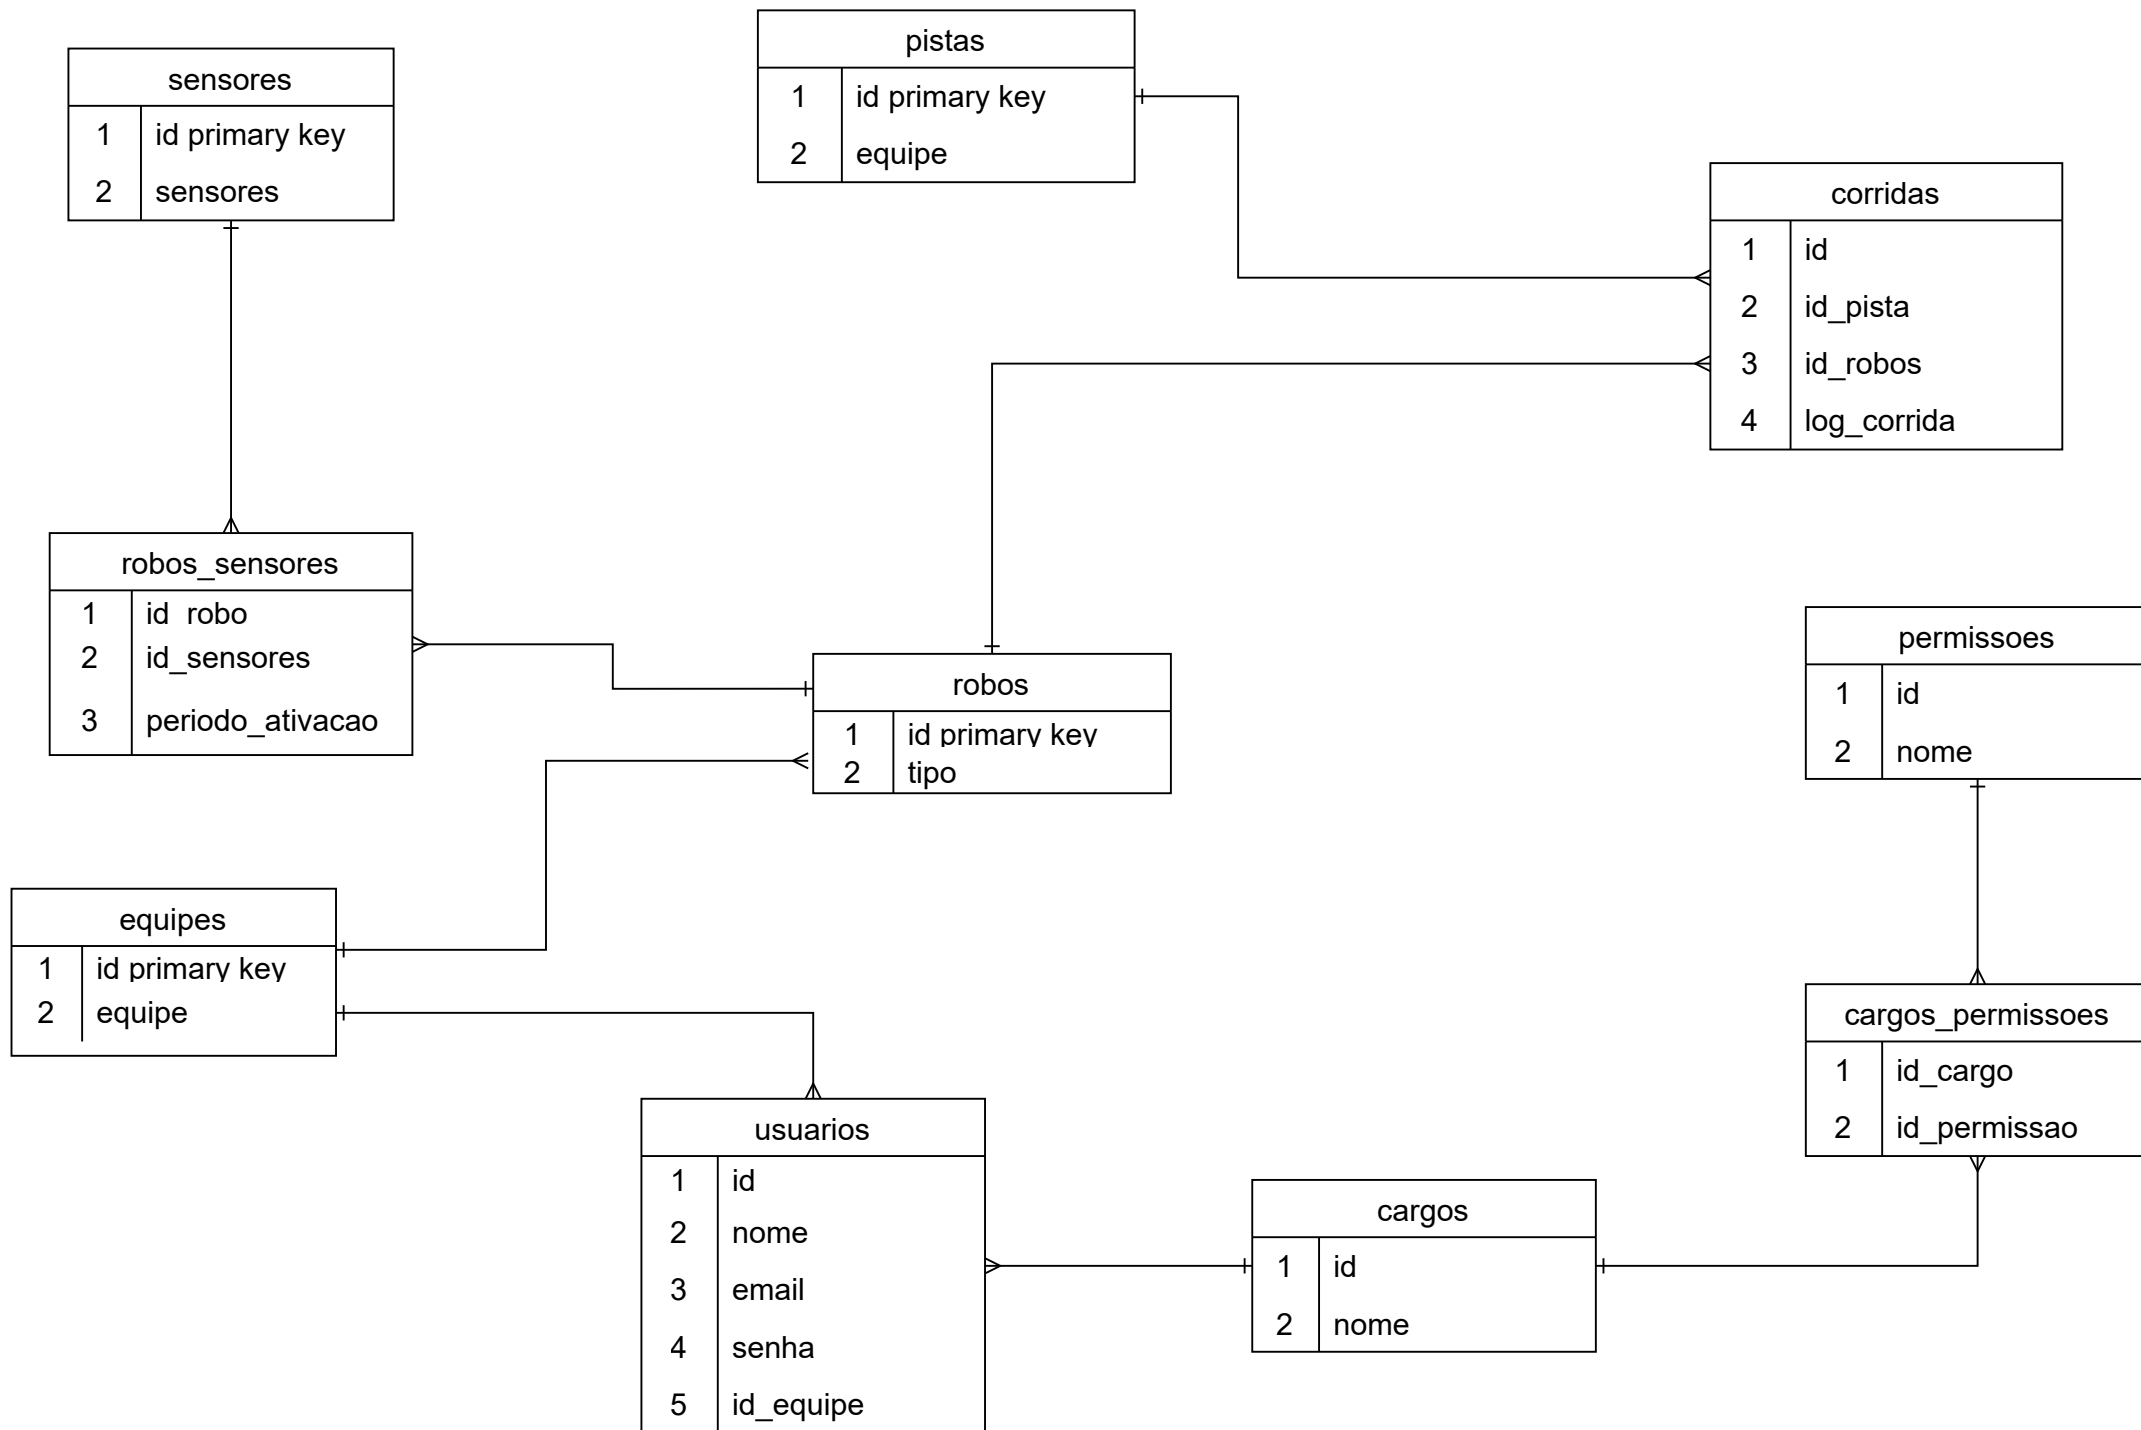 pistas
1 id primary key
2 equipe
sensores
1 id primary key
2 sensores
corridas
1 id
2 id_pista
3 id_robos
4 log_corrida
robos_sensores
1 id_robo
2 id_sensores
3 periodo_ativacao
robos
1 id primary key
2 tipo
permissoes
1 id
2 nome
equipes
1 id primary key
2 equipe
cargos_permissoes
1 id_cargo
2 id_permissao
usuarios
1 id
2 nome
3 email
4 senha
5 id_equipe
cargos
1 id
2 nome